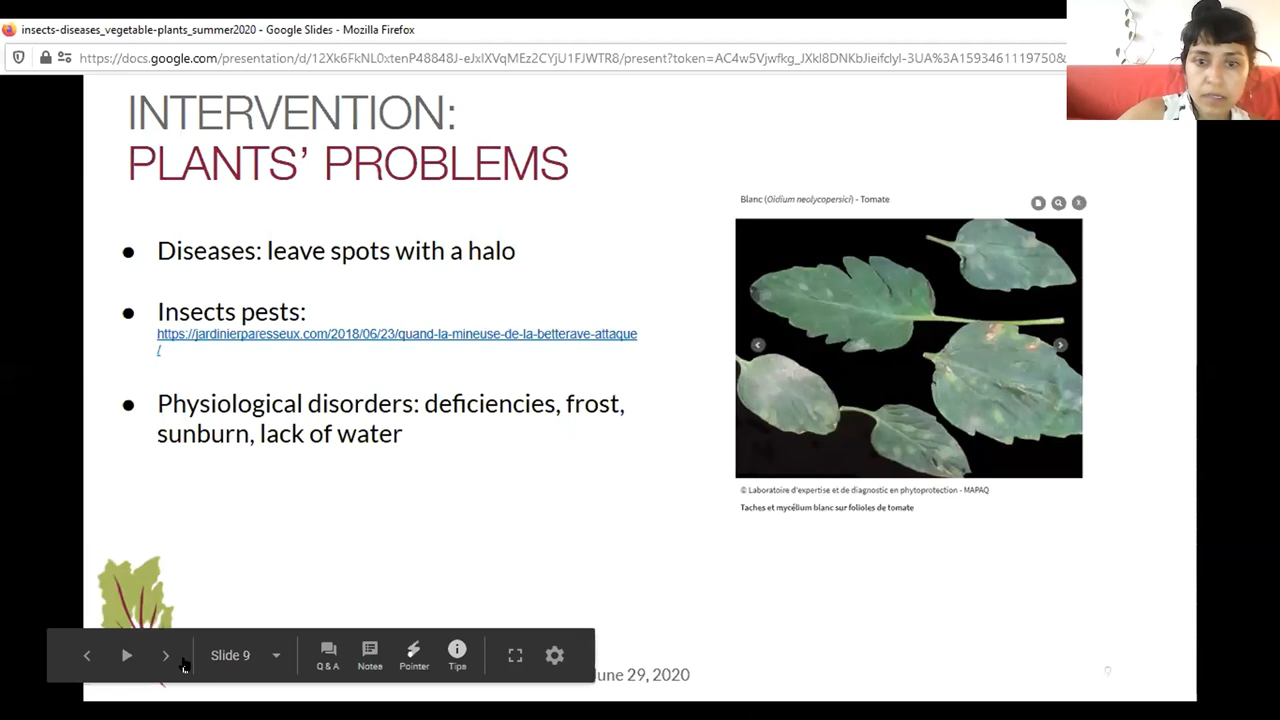 insects-diseases_vegetable-plants_summer2020 - Google Slides - Mozilla Firefox
https://docs.google.com/presentation/d/12Xk6FkNL0xtenP48848J-eJxIXVqMEz2CYjU1FJWTR8/present?token=AC4w5Vjwfkg_JXkl8DNKbJieifclyl-3UA%3A1593461119750&
INTERVENTION:
PLANTS' PROBLEMS
Blanc (Oidium neolycopersici) - Tomate
● Diseases: leave spots with a halo
● Insects pests:
https://jardinierparesseux.com/2018/06/23/quand-la-mineuse-de-la-betterave-attaque
/
● Physiological disorders: deficiencies, frost,
sunburn, lack of water
© Laboratoire d'expertise et de diagnostic en phytoprotection - MAPAQ
Taches et mycélium blanc sur folioles de tomate
Slide 9
Q & A
Notes
Pointer
Tips
June 29, 2020
9